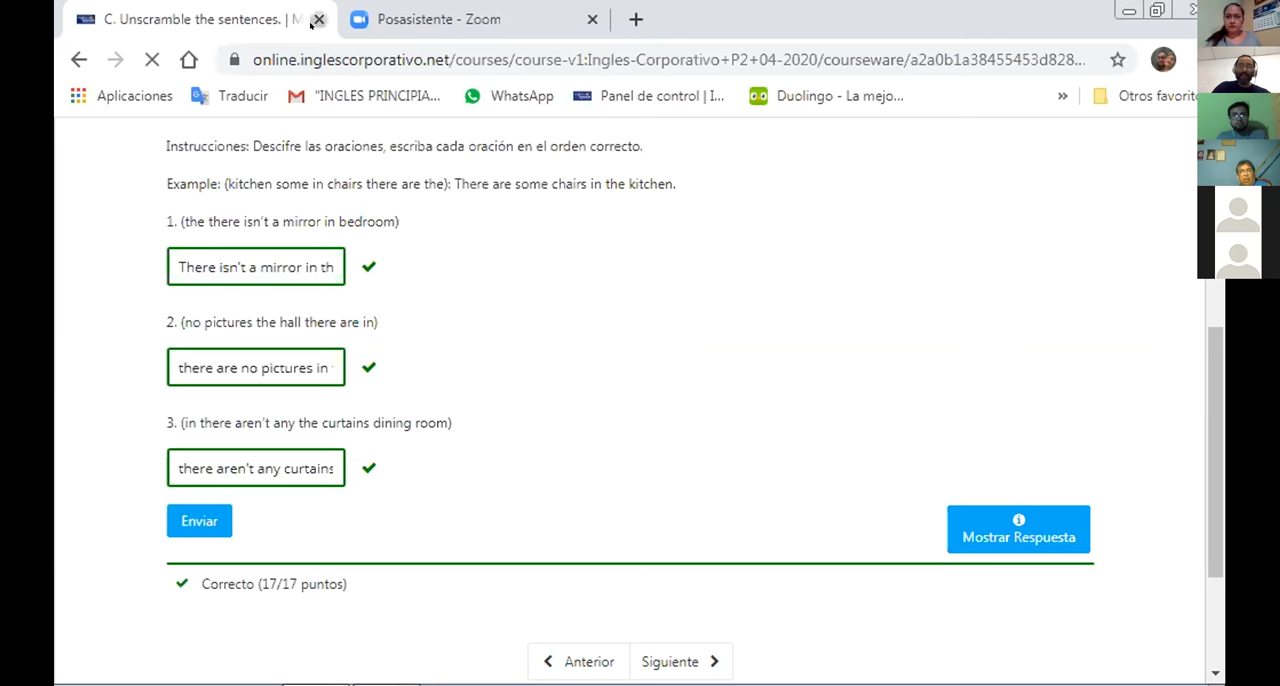 C. Unscramble the sentences. | M
Posasistente - Zoom
online.inglescorporativo.net/courses/course-v1:Ingles-Corporativo+P2+04-2020/courseware/a2a0b1a38455453d828...
Aplicaciones Traducir "INGLES PRINCIPIA... WhatsApp Panel de control | I... Duolingo - La mejo... » Otros favorit
Instrucciones: Descifre las oraciones, escriba cada oración en el orden correcto.
Example: (kitchen some in chairs there are the): There are some chairs in the kitchen.
1. (the there isn't a mirror in bedroom)
There isn't a mirror in th
2. (no pictures the hall there are in)
there are no pictures in
3. (in there aren't any the curtains dining room)
there aren't any curtains
Enviar
Mostrar Respuesta
Correcto (17/17 puntos)
Anterior Siguiente